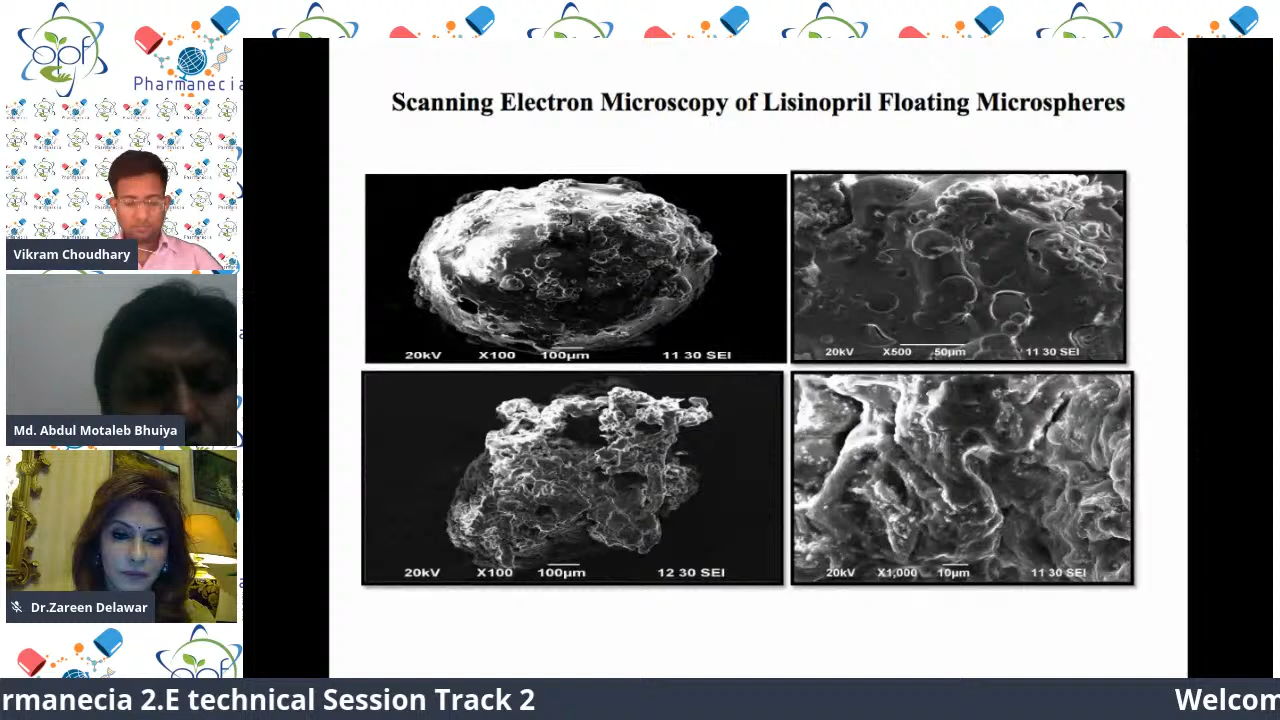 opf
Pharmanecia
Scanning Electron Microscopy of Lisinopril Floating Microspheres
20kV X100 100µm 11 30 SEI
20kV X500 50µm 11 30 SEI
20kV X100 100µm 12 30 SEI
20kV X1,000 10µm 11 30 SEI
Vikram Choudhary
Md. Abdul Motaleb Bhuiya
Dr.Zareen Delawar
rmanecia 2.E technical Session Track 2
Welcom